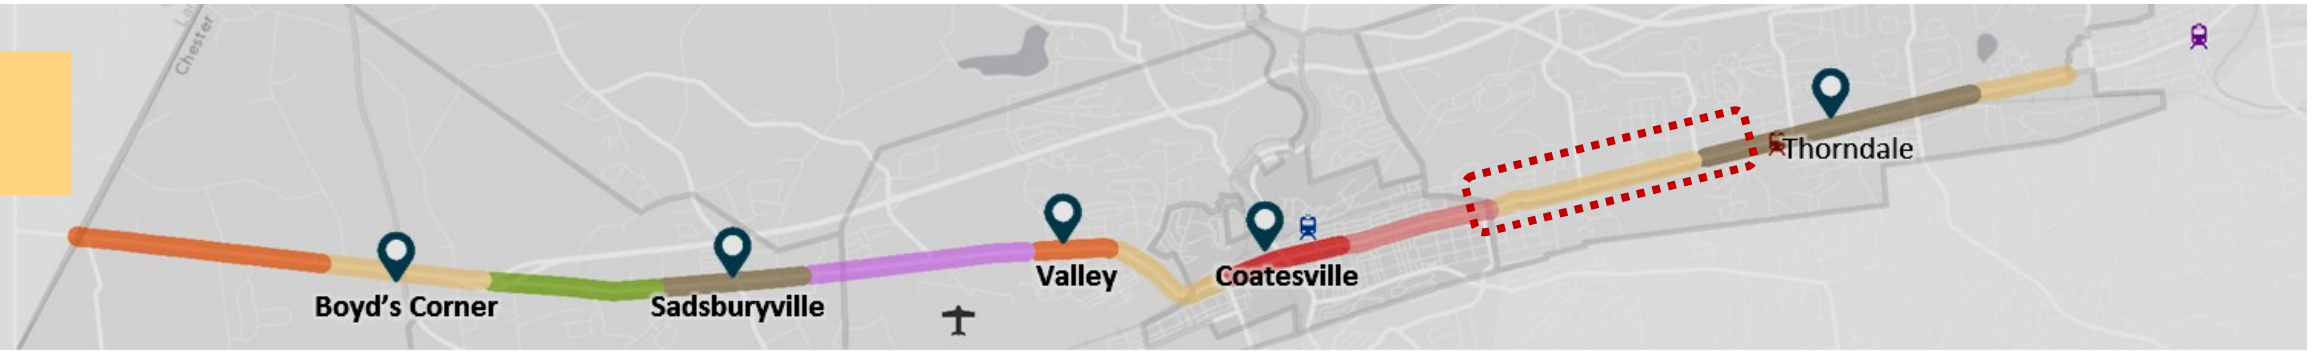 Chester
Thorndale
Valley
Coatesville
Boyd's Corner
Sadsburyville